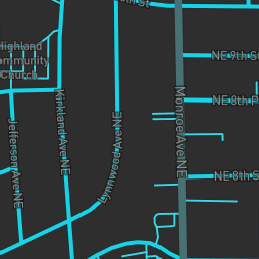 th St
NE 9th St
Highland
Community
Church
NE 8th P
Kirkland Ave NE
Monroe Ave NE
Jefferson Ave NE
Lynnwood Ave NE
NE 8th S